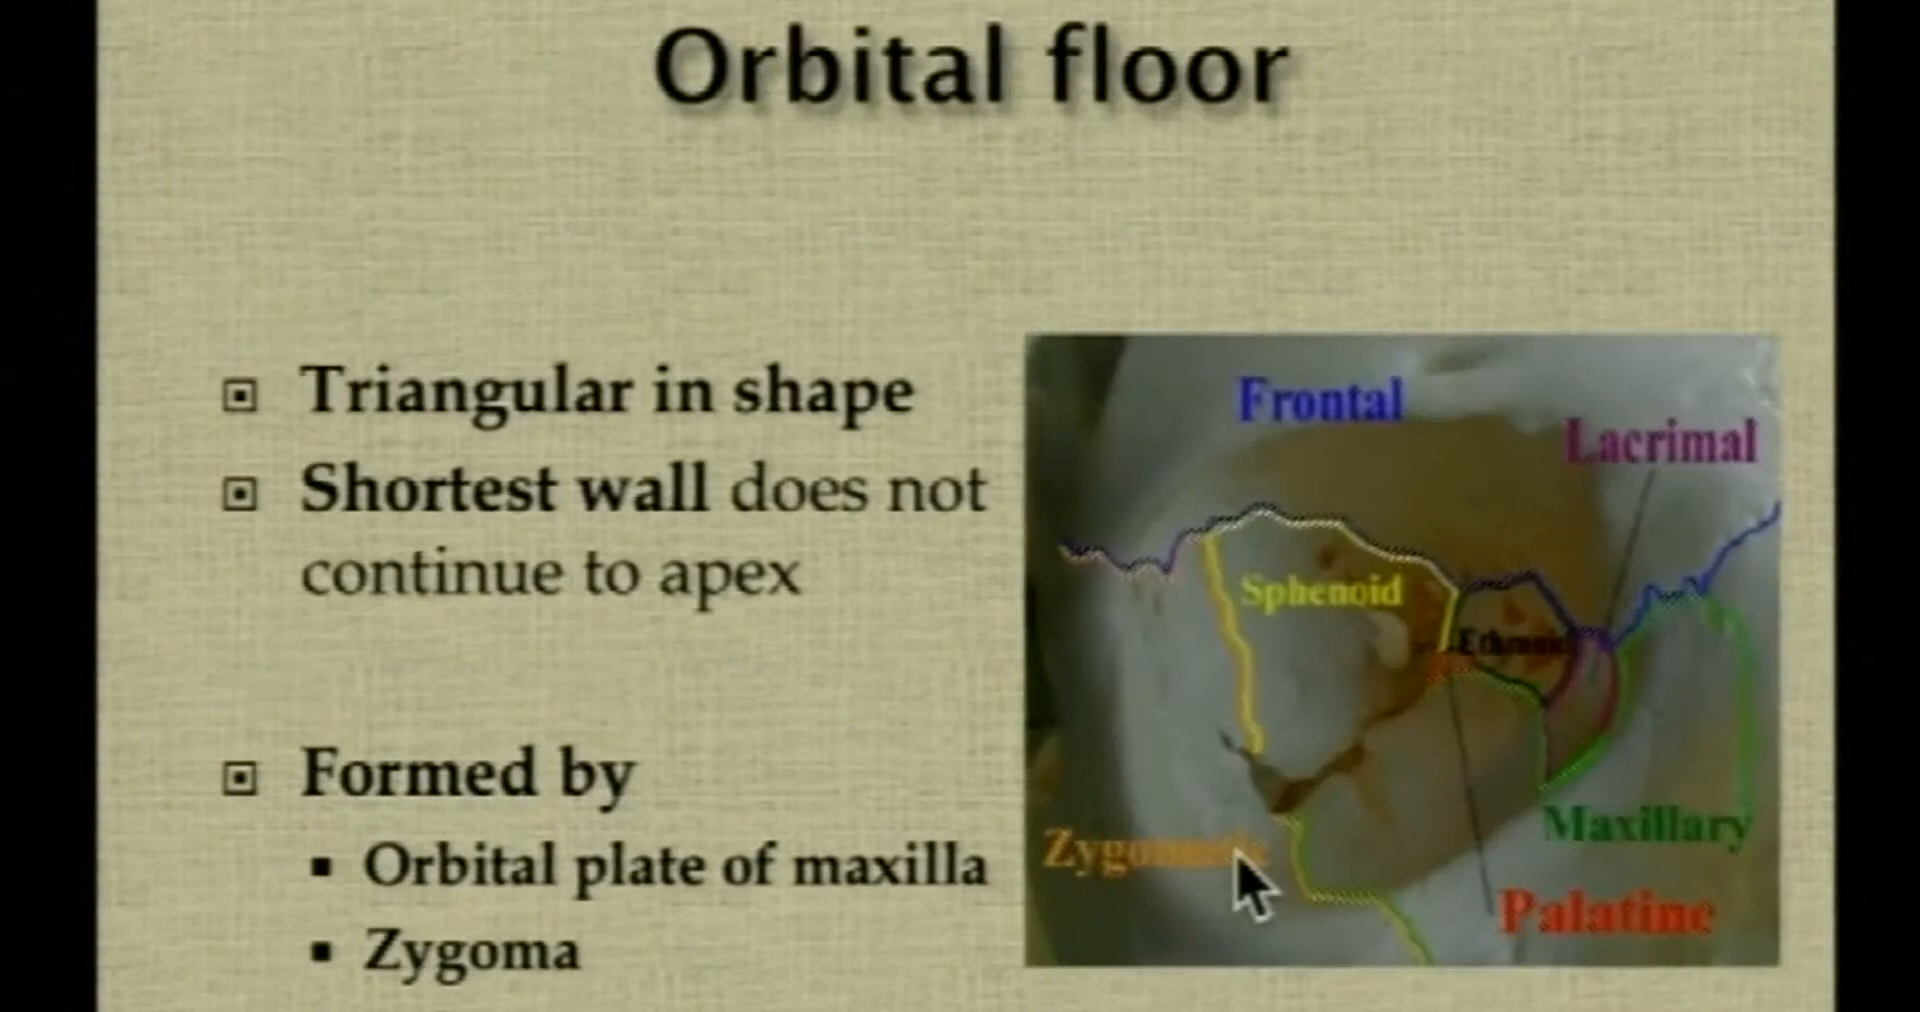 Orbital floor
Triangular in shape
Shortest wall does not
continue to apex
Formed by
Orbital plate of maxilla
Zygoma
Frontal
Lacrimal
Sphenoid
Maxillary
Palatine